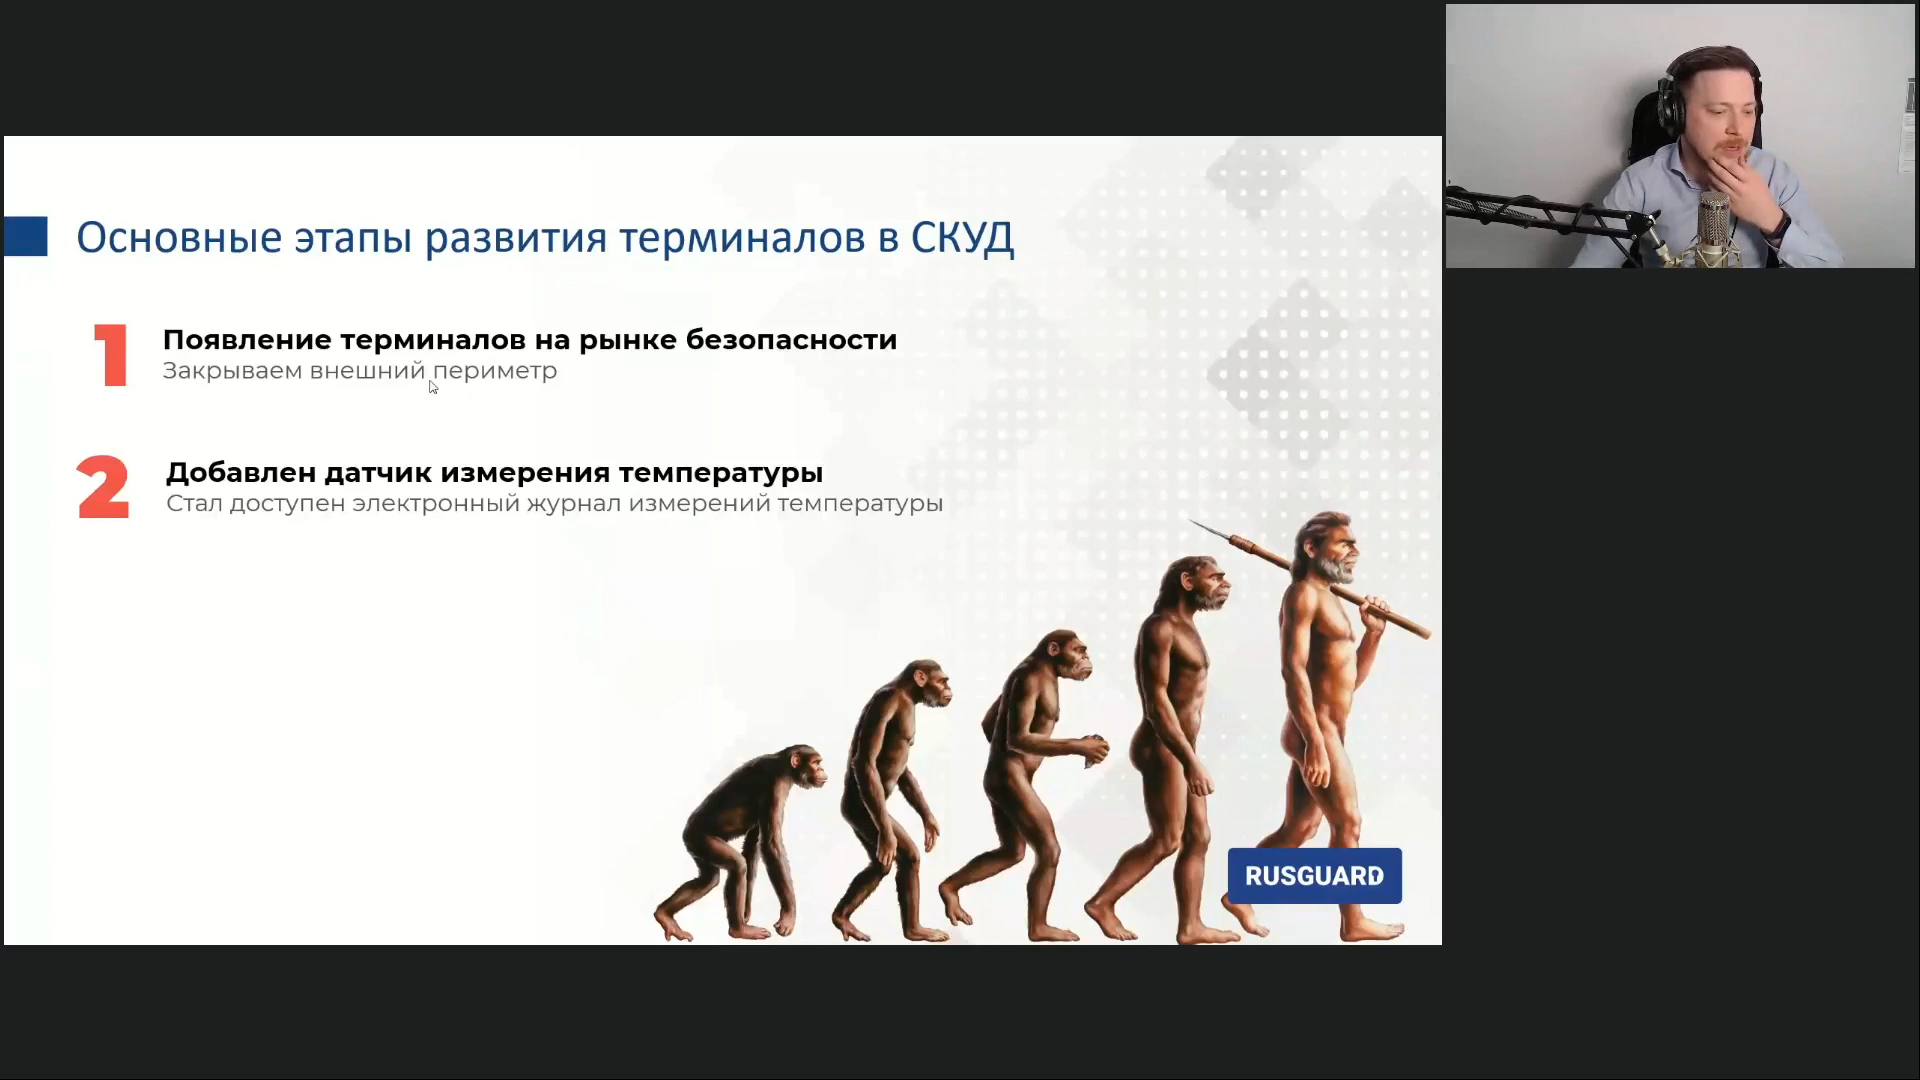 Основные этапы развития терминалов в СКУД
1
Появление терминалов на рынке безопасности
Закрываем внешний периметр
2
Добавлен датчик измерения температуры
Стал доступен электронный журнал измерений температуры
RUSGUARD